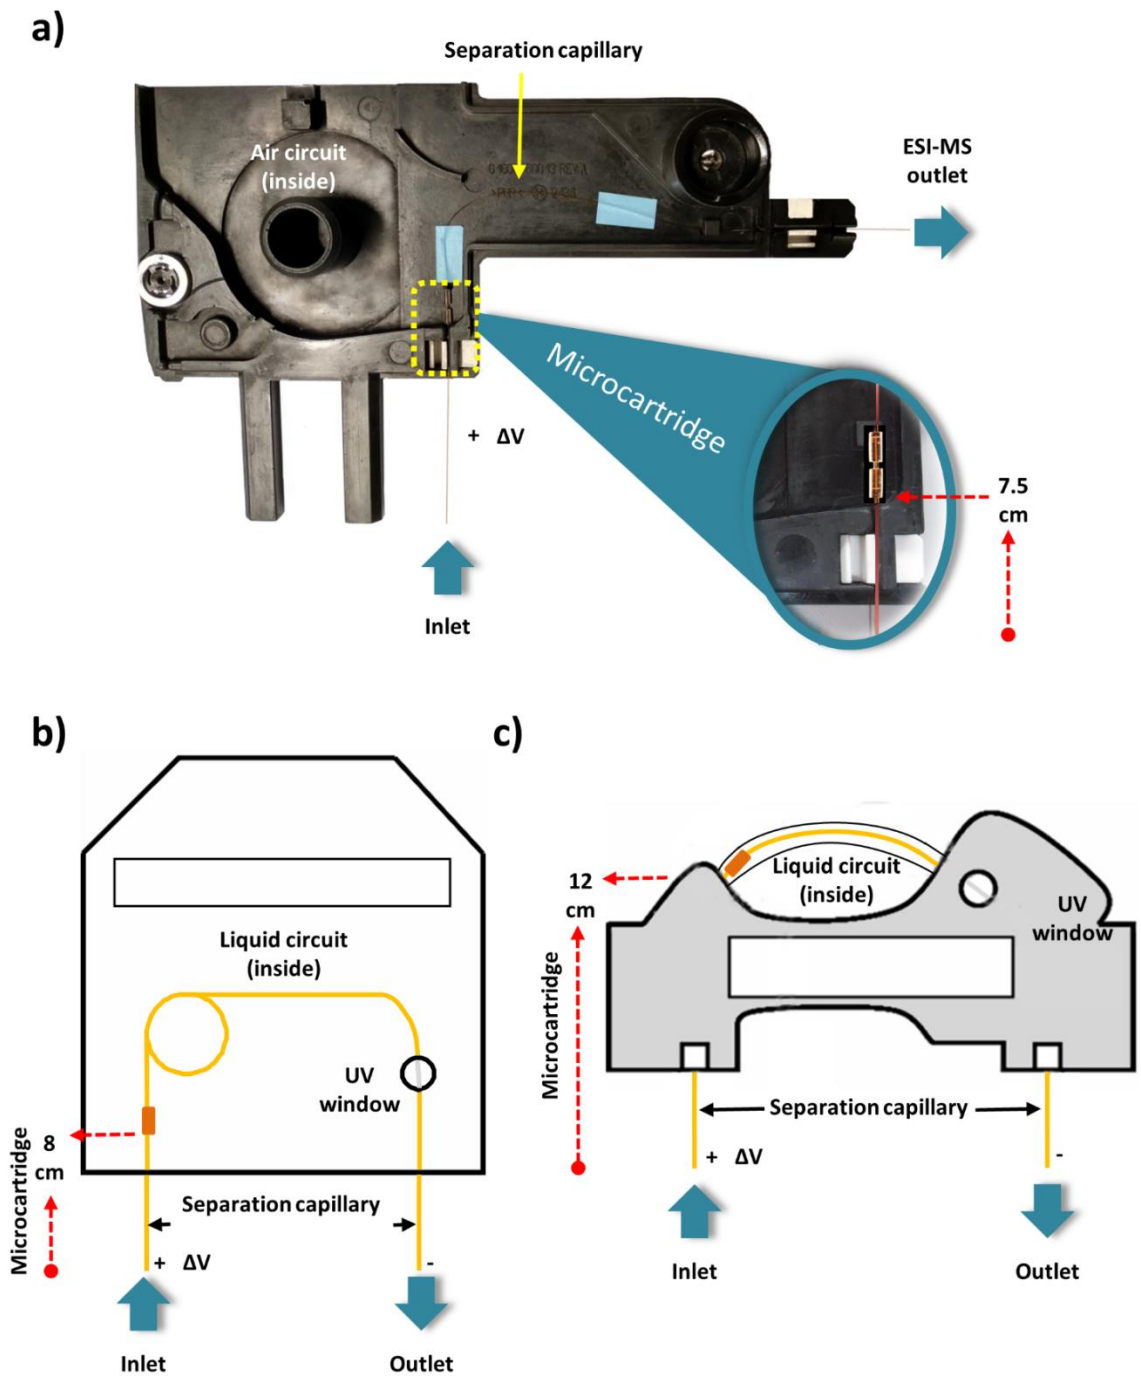 a)
Separation capillary
Air circuit
(inside)
ESI-MS
outlet
Microcartridge
+ ΔV
7.5
cm
Inlet
b)
Liquid circuit
(inside)
UV
window
Microcartridge
8
cm
Separation capillary
+ ΔV
-
Inlet
Outlet
c)
12
cm
Liquid circuit
(inside)
UV
window
Microcartridge
Separation capillary
+ ΔV
-
Inlet
Outlet